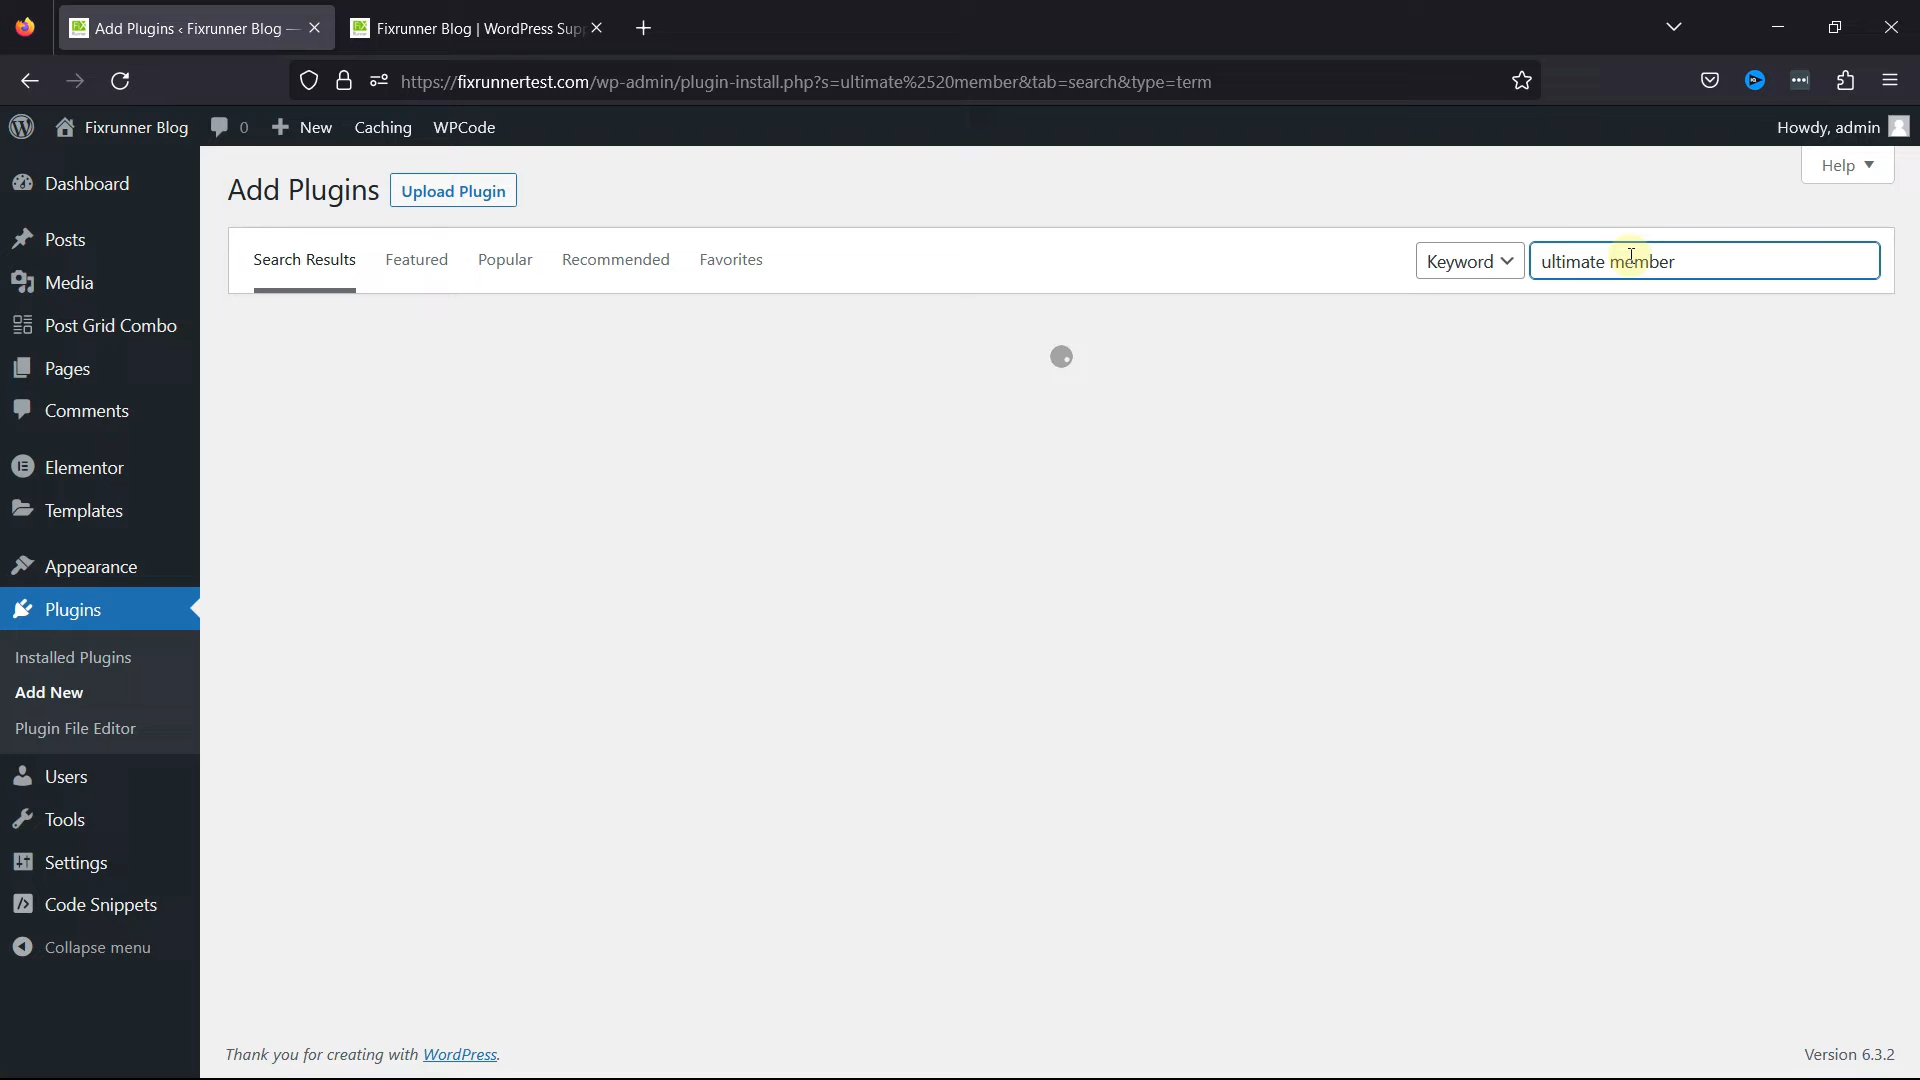 Add Plugins ‹ Fixrunner Blog —
Fixrunner Blog | WordPress Sup
https://fixrunnertest.com/wp-admin/plugin-install.php?s=ultimate%2520member&tab=search&type=term
Fixrunner Blog 0 New Caching WPCode Howdy, admin
Help
Add Plugins Upload Plugin
Search Results Featured Popular Recommended Favorites Keyword ultimate member
Dashboard
Posts
Media
Post Grid Combo
Pages
Comments
Elementor
Templates
Appearance
Plugins
Installed Plugins
Add New
Plugin File Editor
Users
Tools
Settings
Code Snippets
Collapse menu
Thank you for creating with WordPress. Version 6.3.2